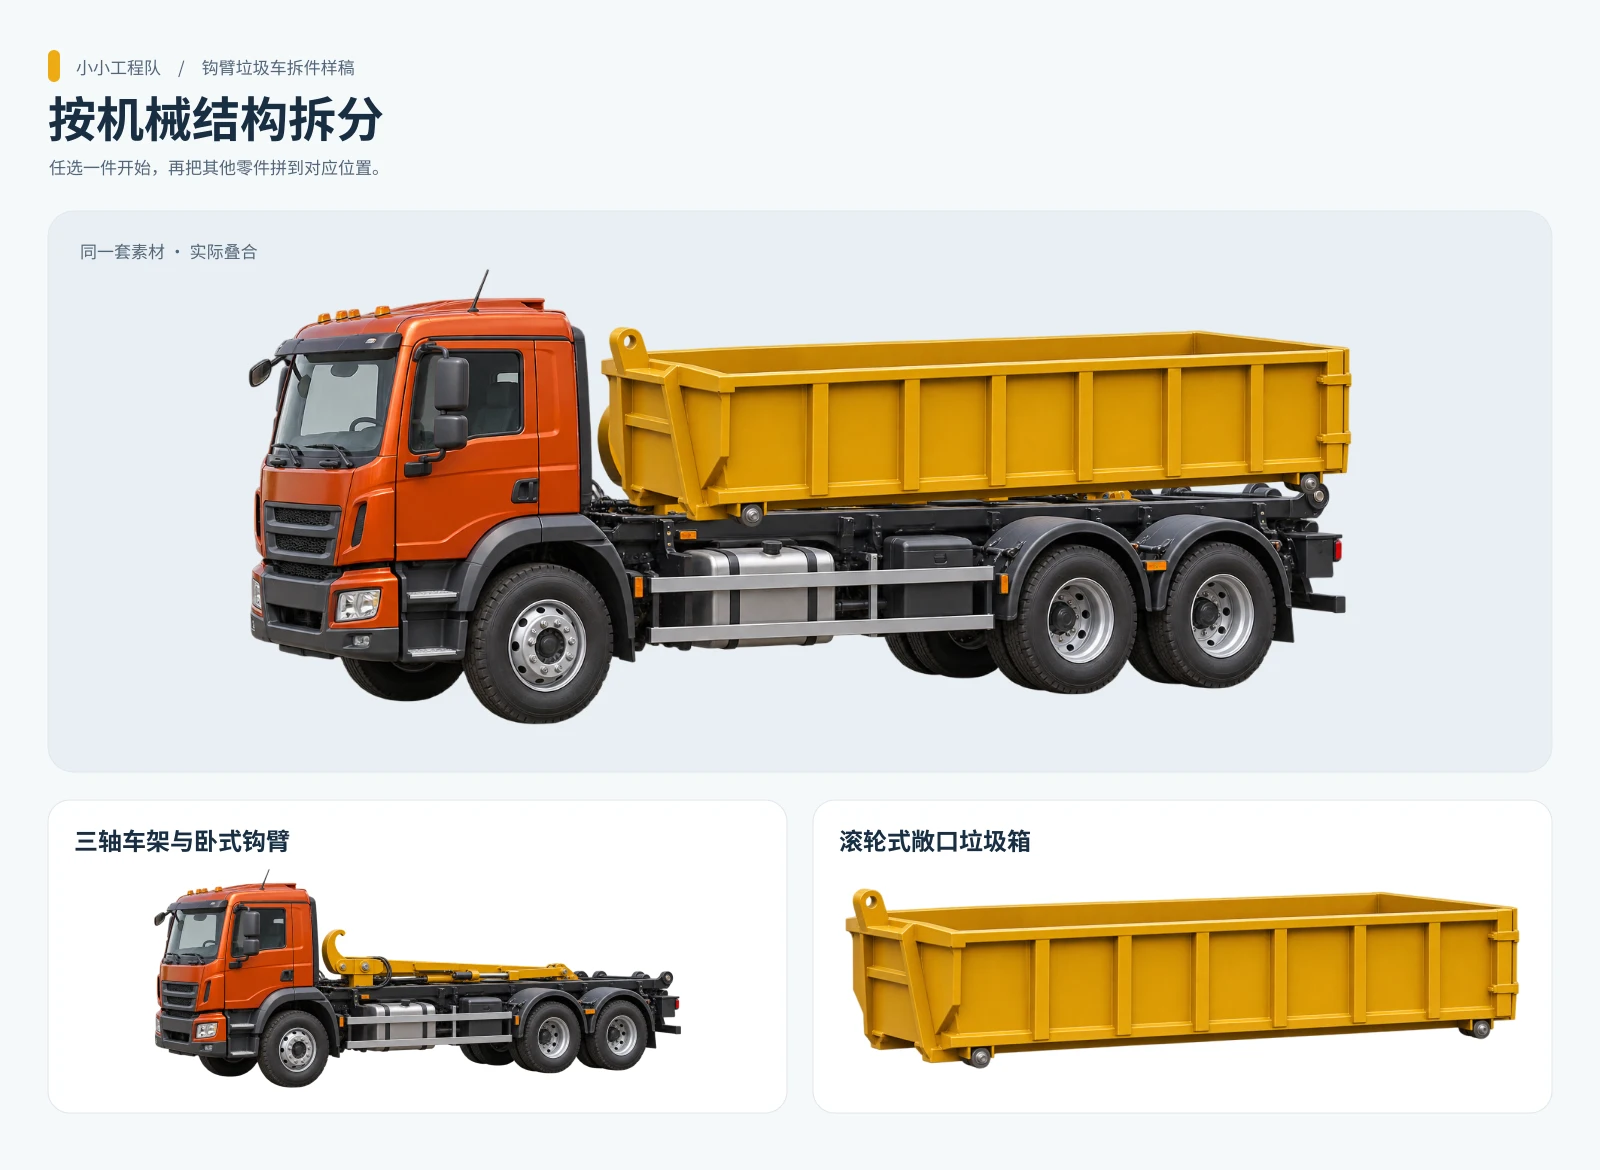 小小工程队 / 钩臂垃圾车拆件样稿
按机械结构拆分
任选一件开始，再把其他零件拼到对应位置。
同一套素材 · 实际叠合
三轴车架与卧式钩臂
滚轮式敞口垃圾箱